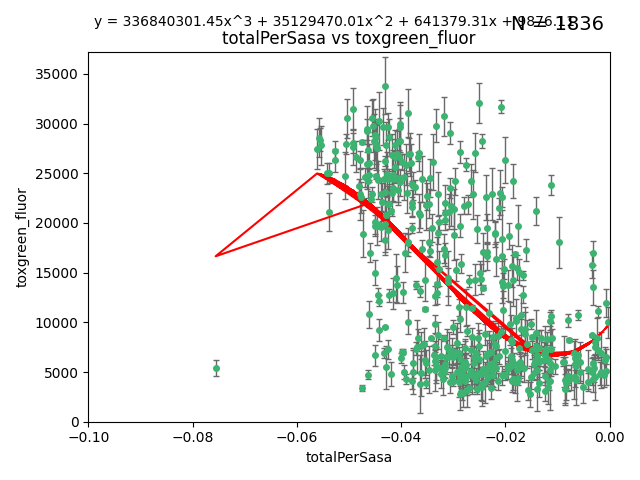 y = 336840301.45x^3 + 35129470.01x^2 + 641379.31x + 9876.11
N = 1836
totalPerSasa vs toxgreen_fluor
35000
30000
25000
20000
15000
10000
5000
0
toxgreen_fluor
−0.10
−0.08
−0.06
−0.04
−0.02
0.00
totalPerSasa